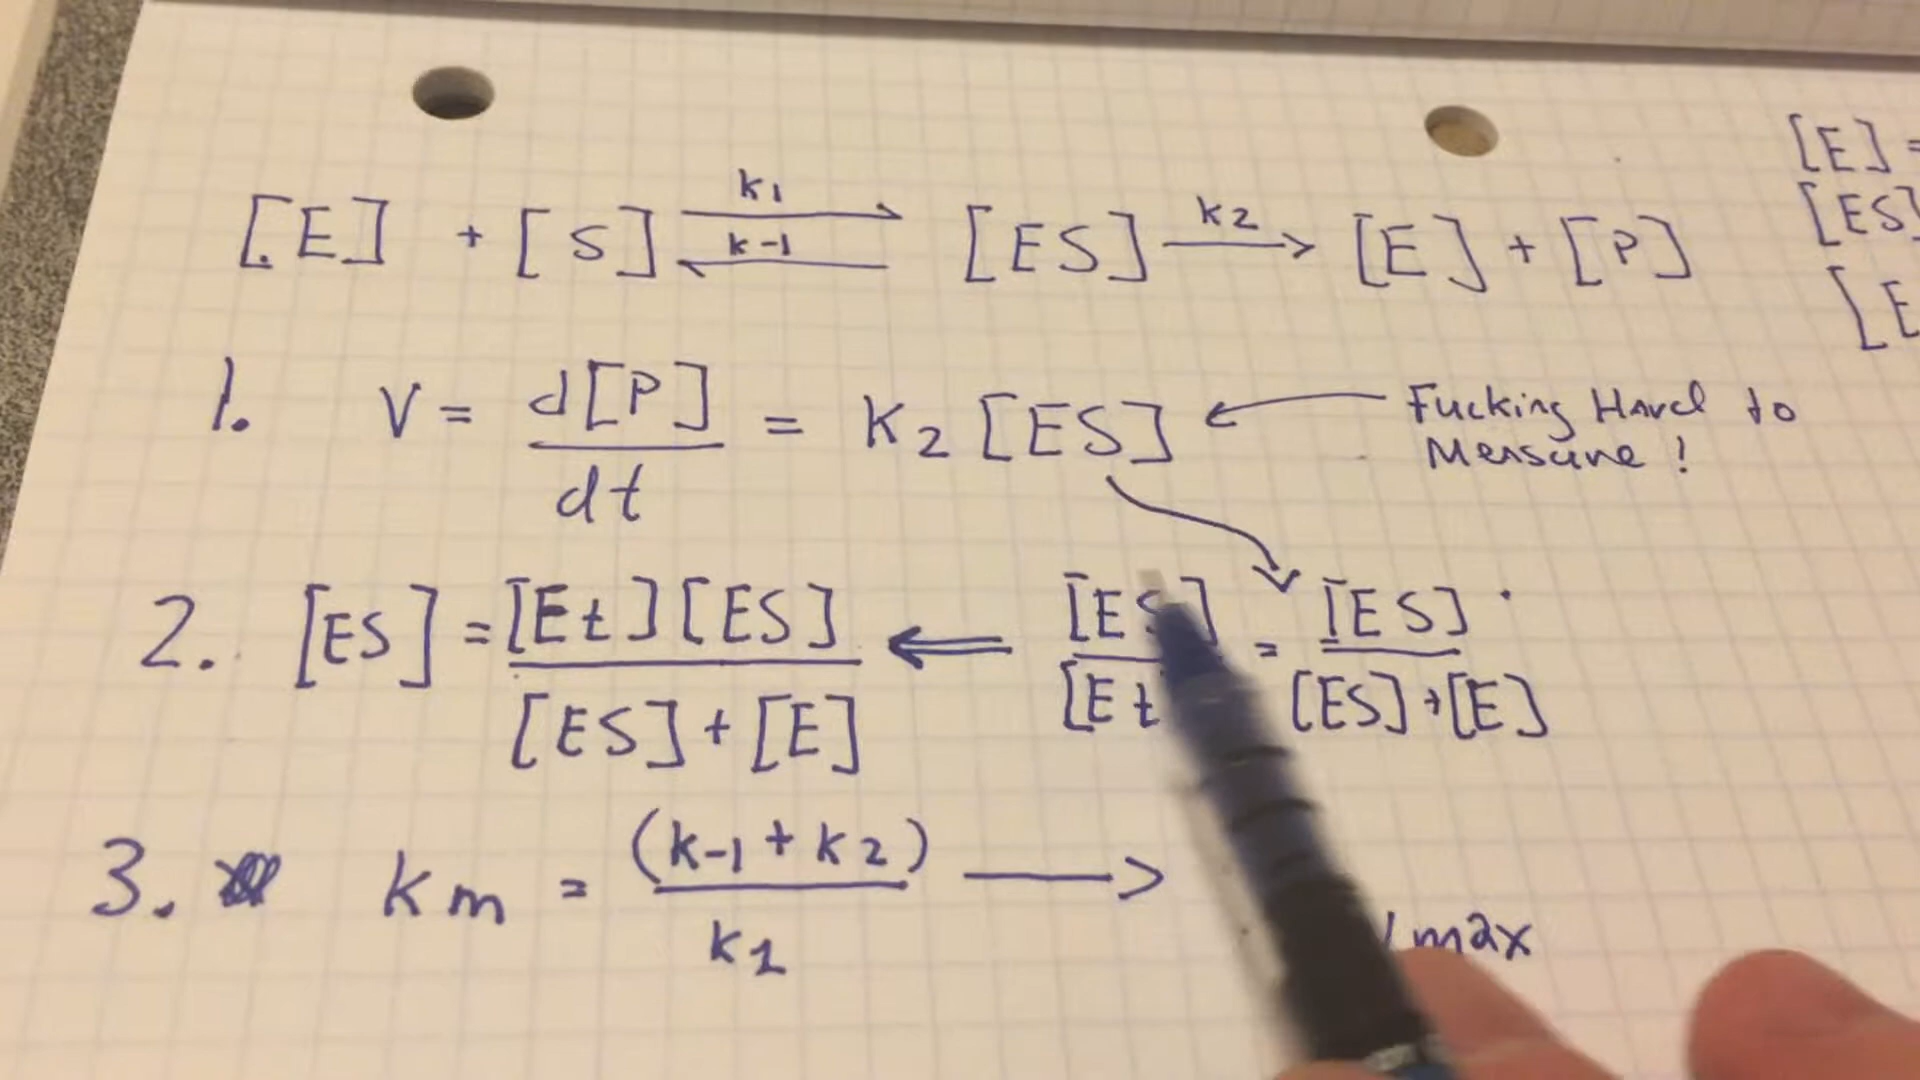 [E] + [S] k1 k-1 [ES] k2 [E] + [P]
[E] =
[ES]
[E
1. V = d[P] / dt = K2 [ES] Fucking Hard to
Measure!
2. [ES] = [Et][ES] / [ES]+[E] [ES] / [Et = [ES] / [ES]+[E]
3. km = (k-1 + k2) / k1 max